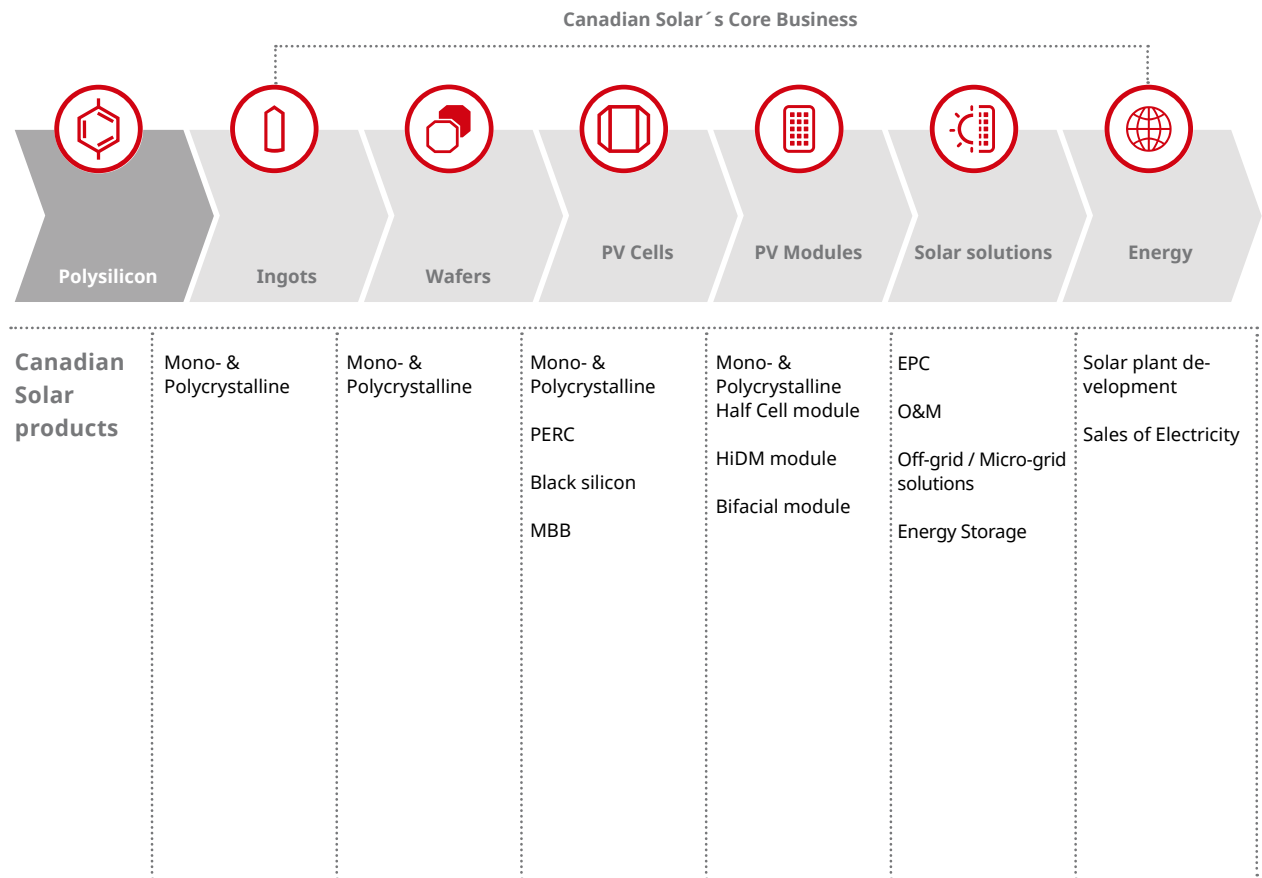 Canadian Solar´s Core Business
Polysilicon
Ingots
Wafers
PV Cells
PV Modules
Solar solutions
Energy
Canadian
Solar
products
Mono- &
Polycrystalline
Mono- &
Polycrystalline
Mono- &
Polycrystalline
PERC
Black silicon
MBB
Mono- &
Polycrystalline
Half Cell module
HiDM module
Bifacial module
EPC
O&M
Off-grid / Micro-grid
solutions
Energy Storage
Solar plant de-
velopment
Sales of Electricity